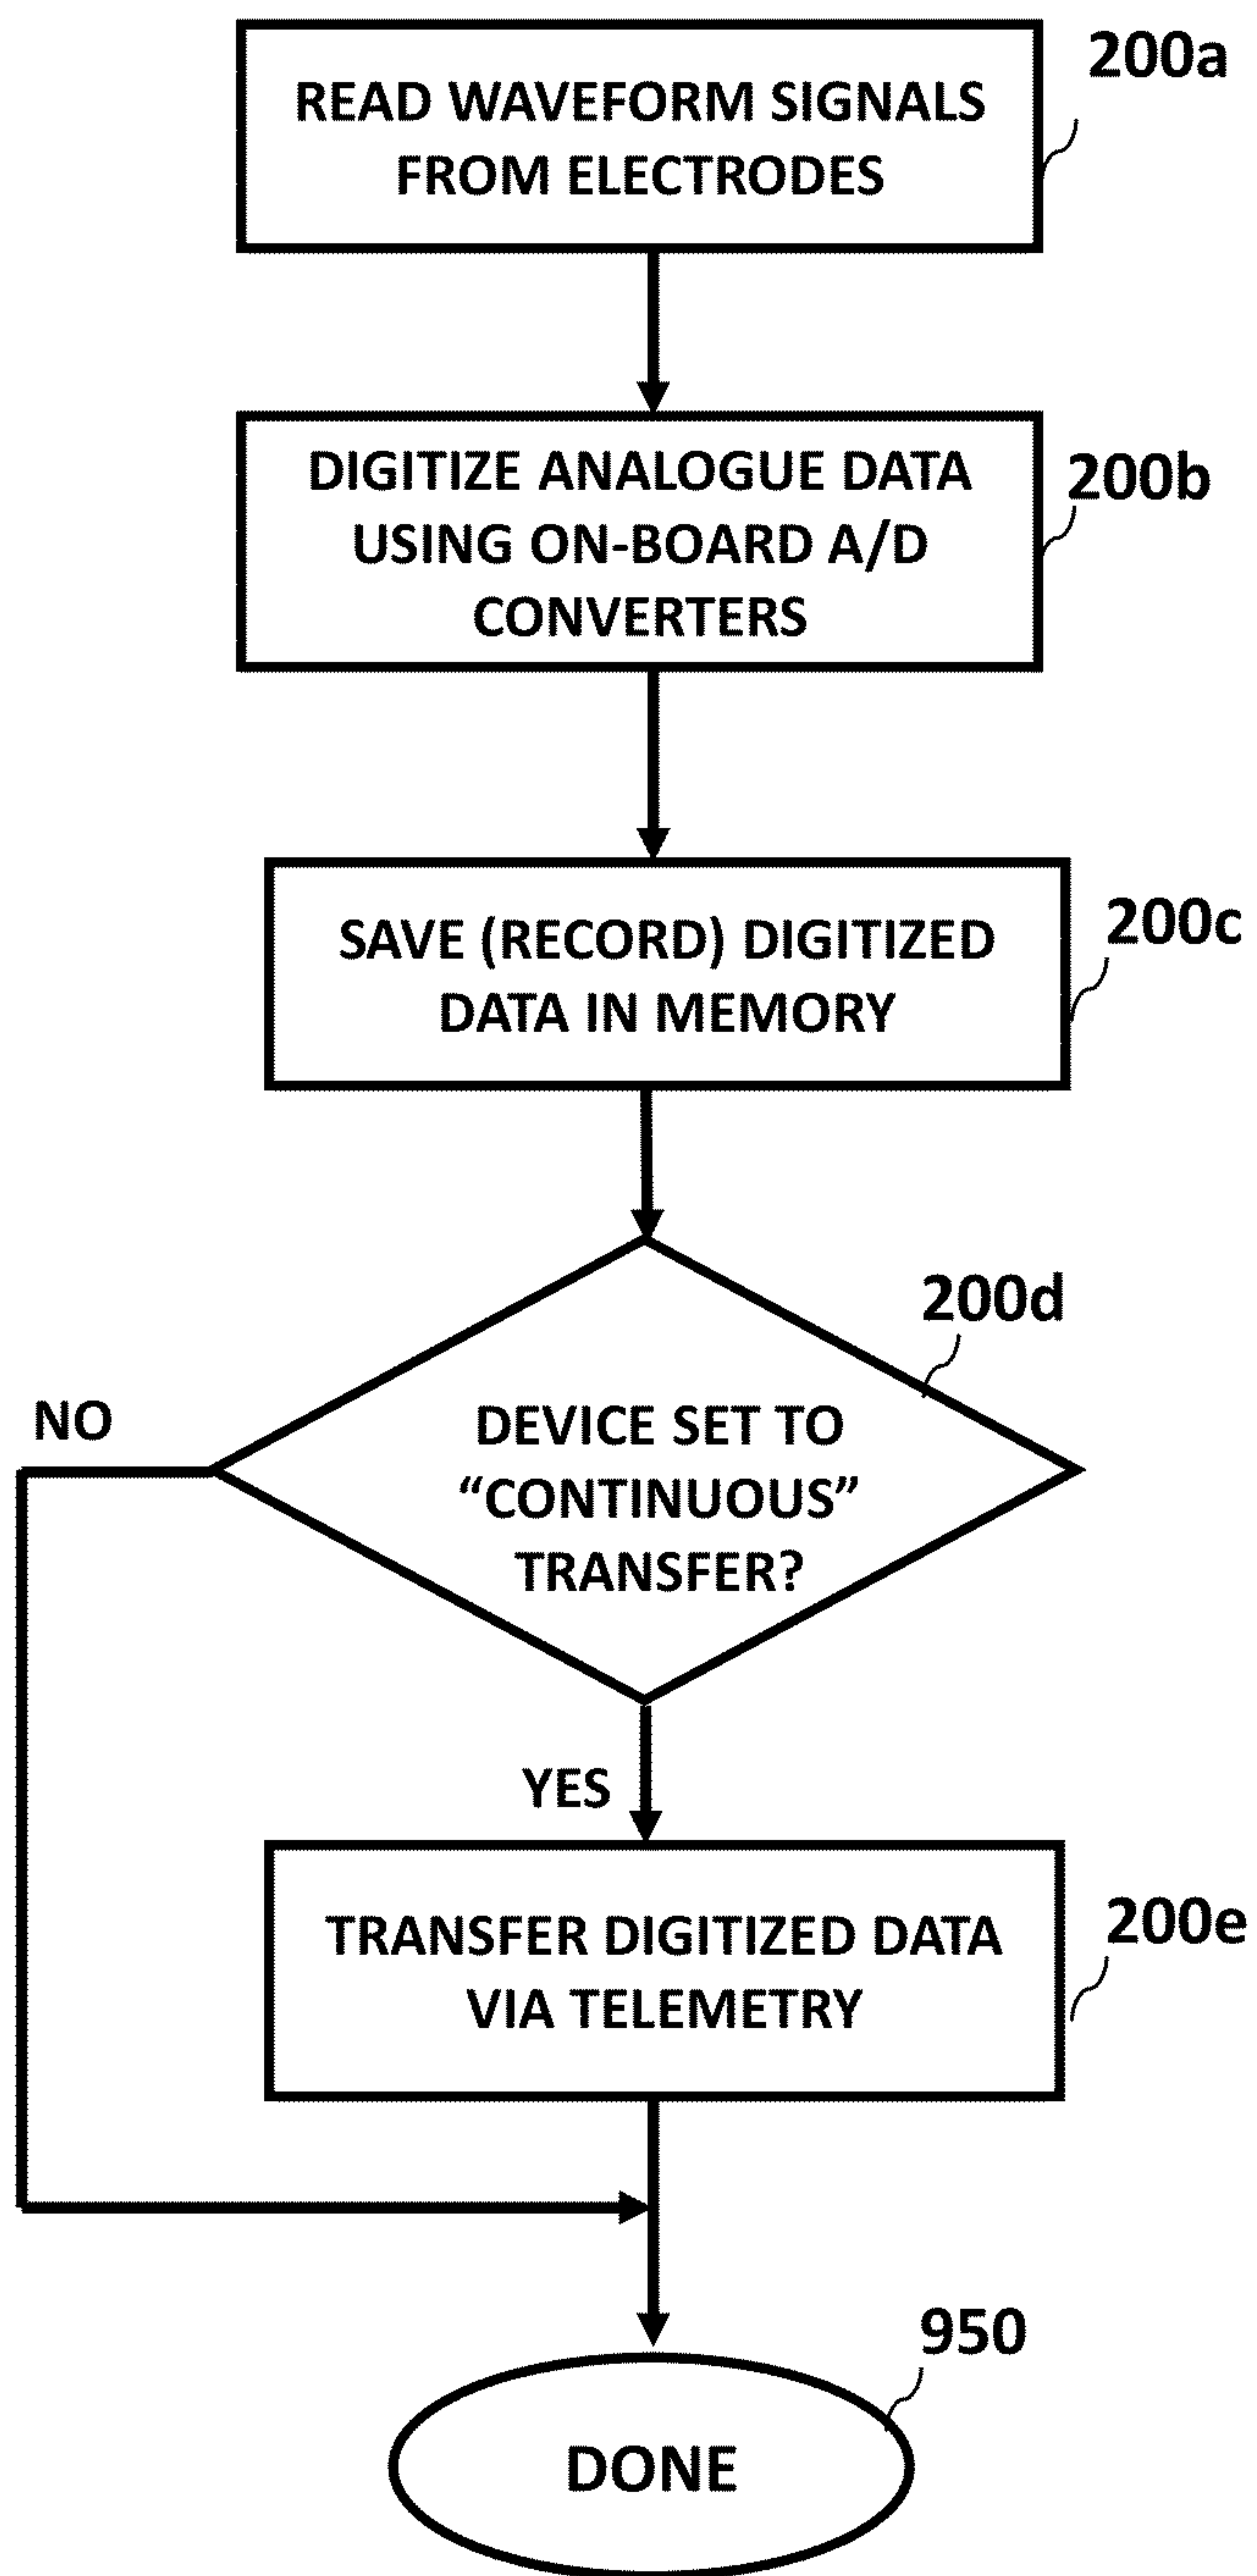 200a
READ WAVEFORM SIGNALS
FROM ELECTRODES
200b
DIGITIZE ANALOGUE DATA
USING ON-BOARD A/D
CONVERTERS
200c
SAVE (RECORD) DIGITIZED
DATA IN MEMORY
200d
NO
DEVICE SET TO
“CONTINUOUS”
TRANSFER?
YES
200e
TRANSFER DIGITIZED DATA
VIA TELEMETRY
950
DONE